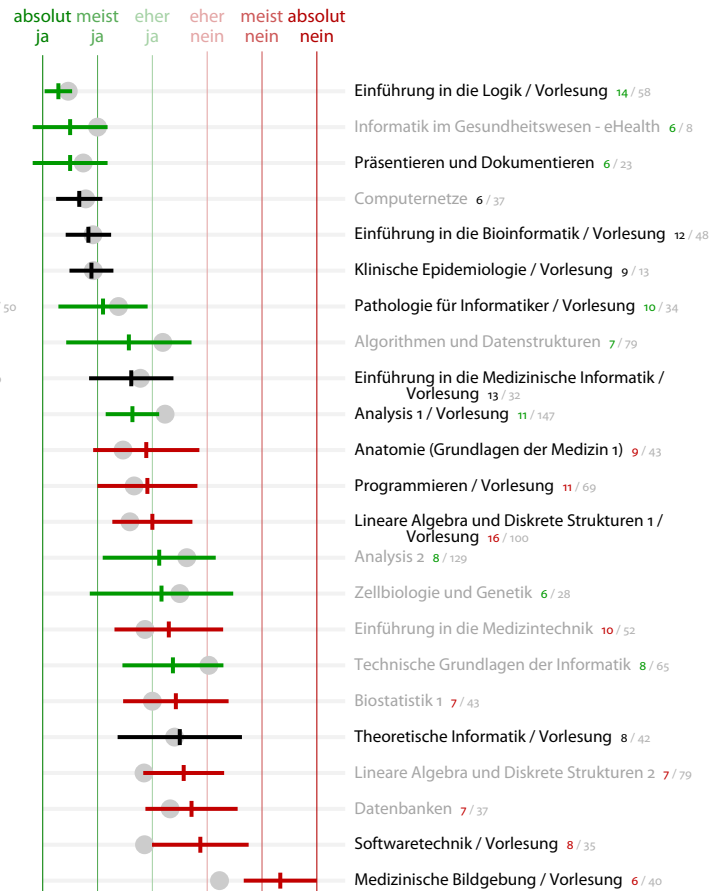 absolut meist eher eher meist absolut
ja ja ja nein nein nein
Einführung in die Logik / Vorlesung 14 / 58
Informatik im Gesundheitswesen - eHealth 6 / 8
Präsentieren und Dokumentieren 6 / 23
Computernetze 6 / 37
Einführung in die Bioinformatik / Vorlesung 12 / 48
Klinische Epidemiologie / Vorlesung 9 / 13
/ 50
Pathologie für Informatiker / Vorlesung 10 / 34
Algorithmen und Datenstrukturen 7 / 79
Einführung in die Medizinische Informatik /
Vorlesung 13 / 32
Analysis 1 / Vorlesung 11 / 147
Anatomie (Grundlagen der Medizin 1) 9 / 43
Programmieren / Vorlesung 11 / 69
Lineare Algebra und Diskrete Strukturen 1 /
Vorlesung 16 / 100
Analysis 2 8 / 129
Zellbiologie und Genetik 6 / 28
Einführung in die Medizintechnik 10 / 52
Technische Grundlagen der Informatik 8 / 65
Biostatistik 1 7 / 43
Theoretische Informatik / Vorlesung 8 / 42
Lineare Algebra und Diskrete Strukturen 2 7 / 79
Datenbanken 7 / 37
Softwaretechnik / Vorlesung 8 / 35
Medizinische Bildgebung / Vorlesung 6 / 40